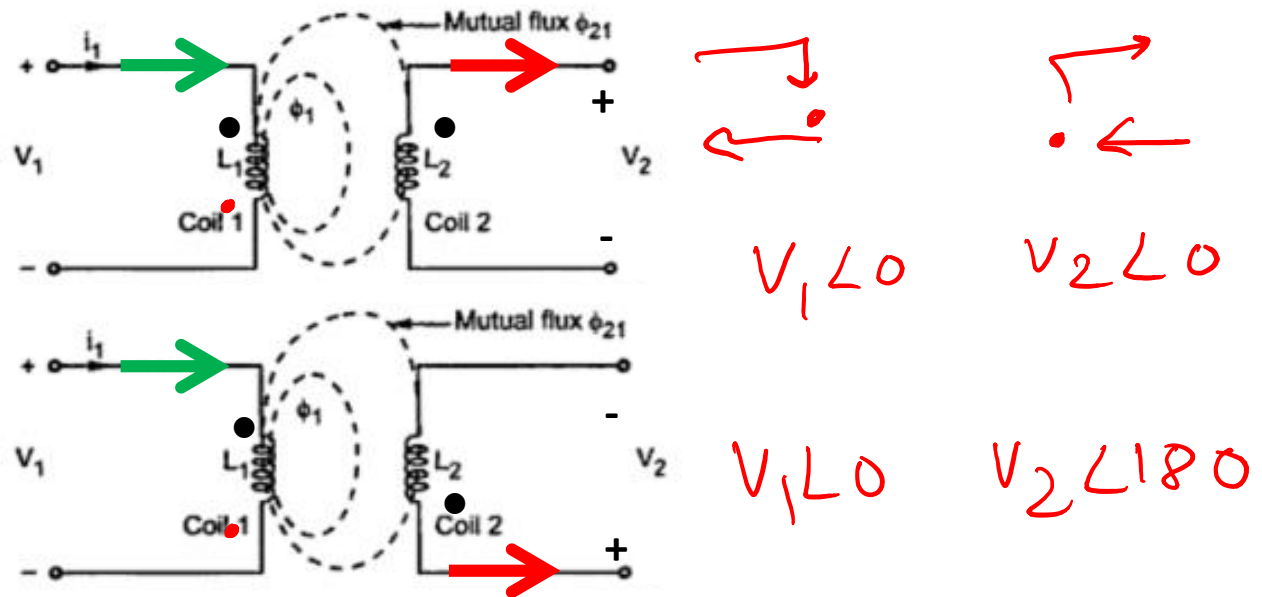 Mutual flux ϕ21
+ i1
+
ϕ1
V1 L1 L2 V2
Coil 1 Coil 2
-
−
V1 ∠0 V2 ∠0
Mutual flux ϕ21
+ i1
-
ϕ1
V1 L1 L2 V2
Coil 1 Coil 2
+
−
V1 ∠0 V2 ∠180